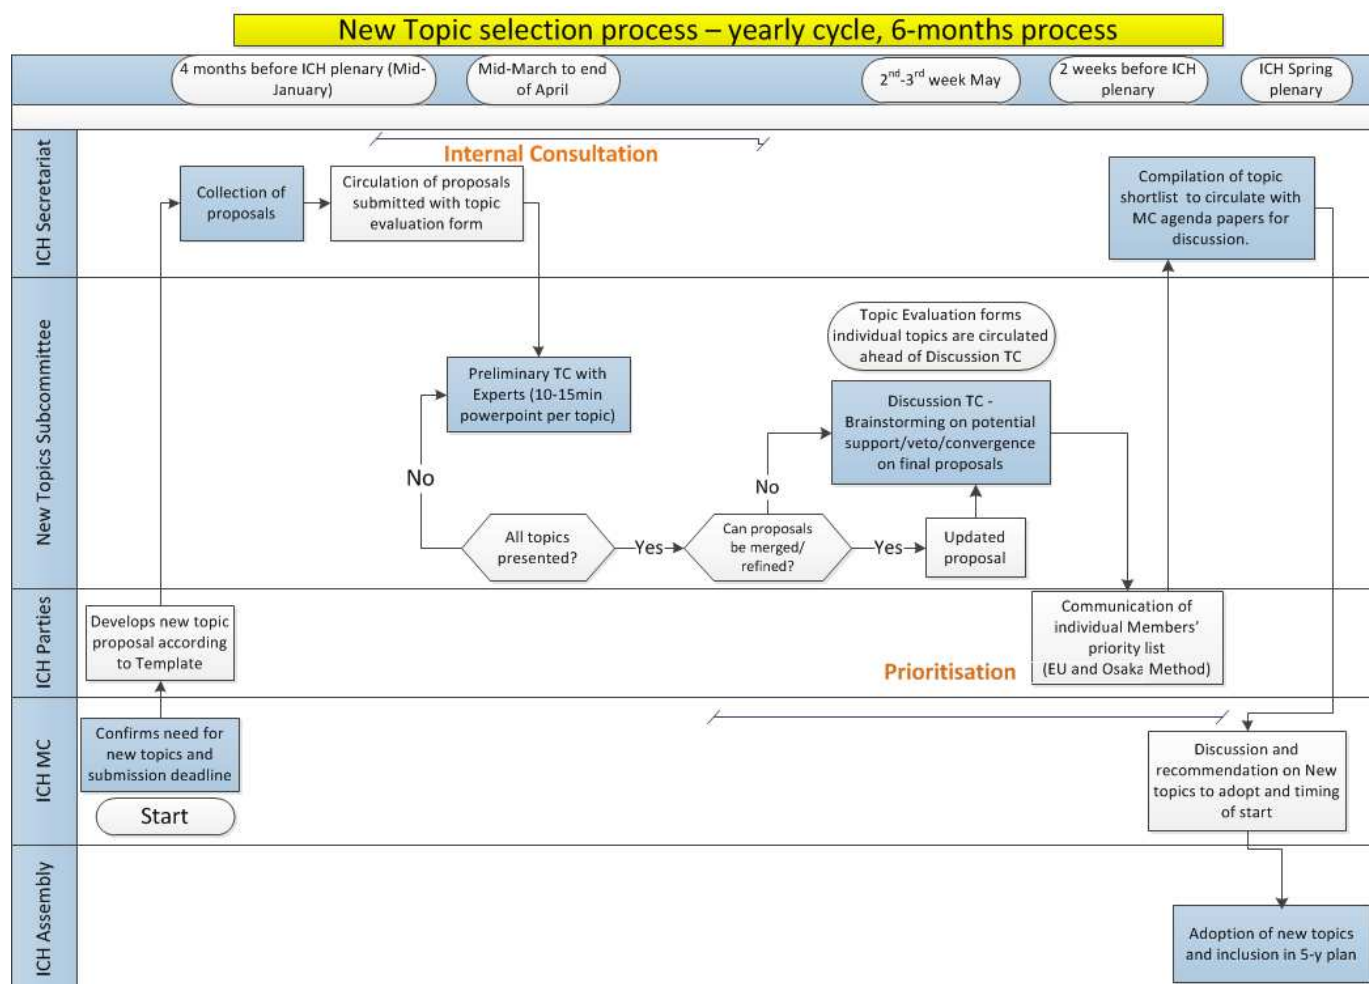 New Topic selection process – yearly cycle, 6-months process
4 months before ICH plenary (Mid-
January)
Mid-March to end
of April
2nd-3rd week May
2 weeks before ICH
plenary
ICH Spring
plenary
ICH Secretariat
Internal Consultation
Collection of
proposals
Circulation of proposals
submitted with topic
evaluation form
Compilation of topic
shortlist to circulate with
MC agenda papers for
discussion.
New Topics Subcommittee
Topic Evaluation forms
individual topics are circulated
ahead of Discussion TC
Preliminary TC with
Experts (10-15min
powerpoint per topic)
Discussion TC -
Brainstorming on potential
support/veto/convergence
on final proposals
No
No
All topics
presented?
Yes
Can proposals
be merged/
refined?
Yes
Updated
proposal
ICH Parties
Develops new topic
proposal according
to Template
Communication of
individual Members’
priority list
(EU and Osaka Method)
Prioritisation
ICH MC
Confirms need for
new topics and
submission deadline
Start
Discussion and
recommendation on New
topics to adopt and timing
of start
ICH Assembly
Adoption of new topics
and inclusion in 5-y plan